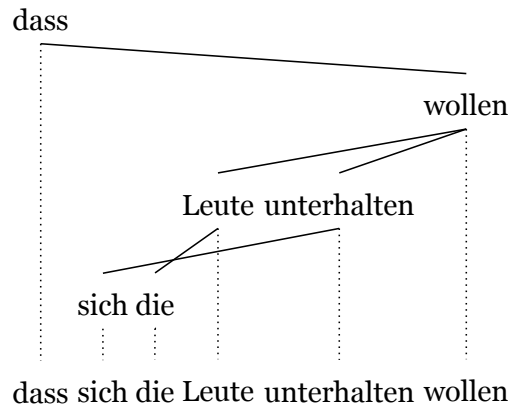 dass
wollen
Leute unterhalten
sich die
dass sich die Leute unterhalten wollen